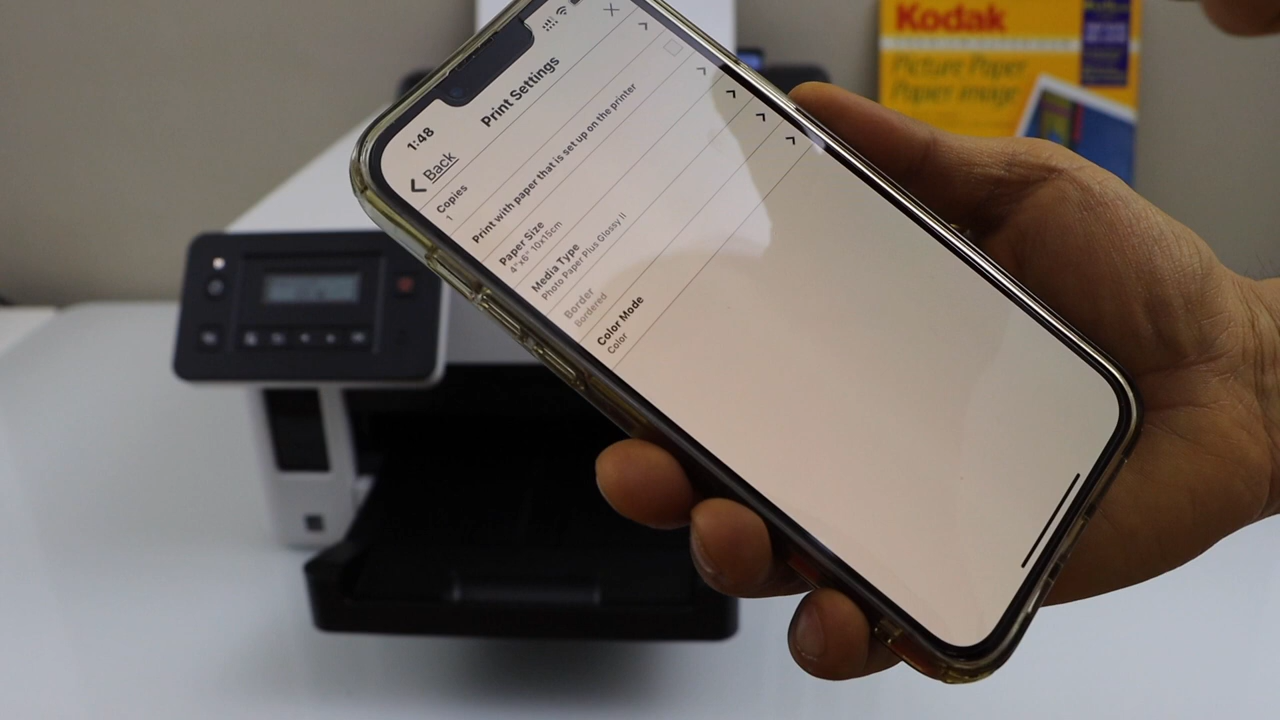 1:48
Back
Print Settings
Copies
1
Print with paper that is set up on the printer
Paper Size
4"x6" 10x15cm
Media Type
Photo Paper Plus Glossy II
Border
Bordered
Color Mode
Color
Kodak
Picture Paper
Papier image